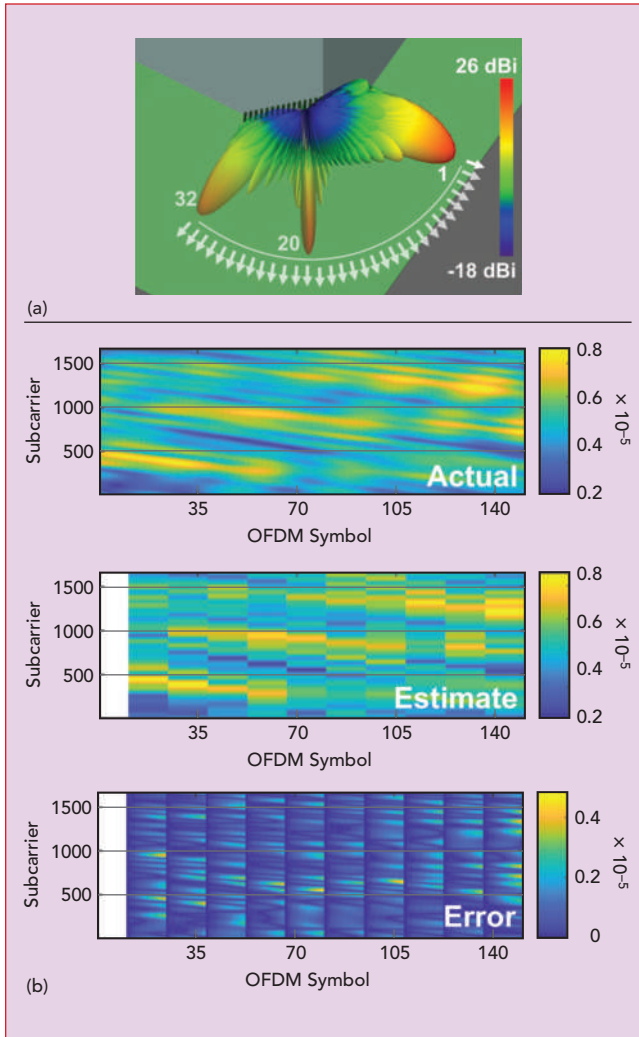 26 dBi
1
32
20
-18 dBi
(a)
1500
1000
500
Subcarrier
35
70
105
140
OFDM Symbol
Actual
0.8
0.6
0.4
0.2
× 10⁻⁵
1500
1000
500
Subcarrier
35
70
105
140
OFDM Symbol
Estimate
0.8
0.6
0.4
0.2
× 10⁻⁵
1500
1000
500
Subcarrier
35
70
105
140
OFDM Symbol
Error
0.4
0.2
0
× 10⁻⁵
(b)